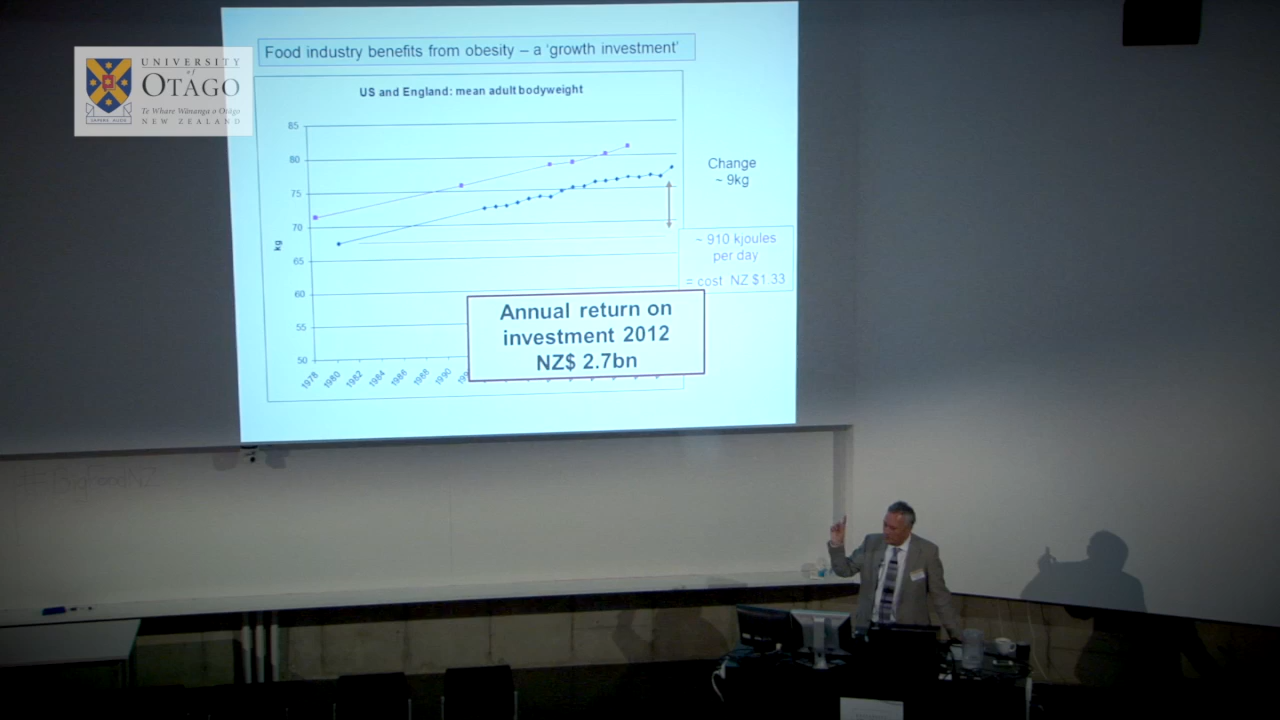 Food industry benefits from obesity – a 'growth investment'
UNIVERSITY
of
OTAGO
Te Whare Wānanga o Otāgo
NEW ZEALAND
SAPERE AUDE
US and England: mean adult bodyweight
85
80
75
70
65
60
55
50
kg
1978
1980
1982
1984
1986
1988
1990
Change
~ 9kg
~ 910 kjoules
per day
= cost NZ $1.33
Annual return on
investment 2012
NZ$ 2.7bn